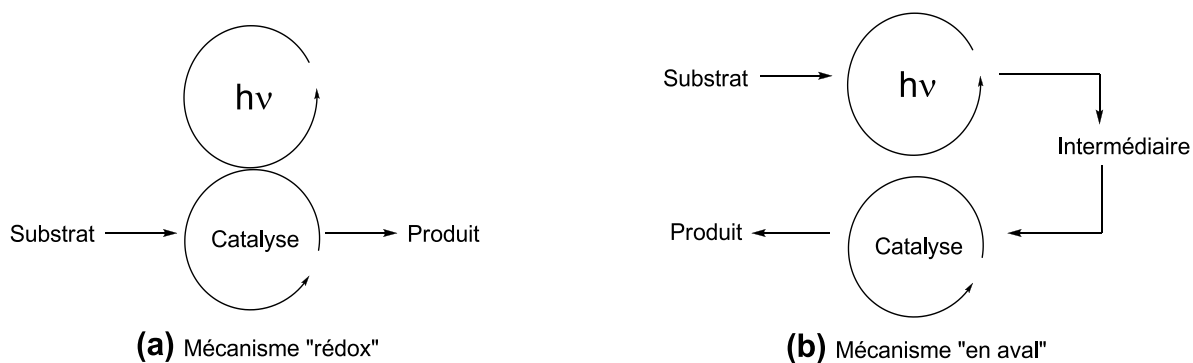 hν
Substrat
Catalyse
Produit
(a) Mécanisme "rédox"
Substrat
hν
Intermédiaire
Produit
Catalyse
(b) Mécanisme "en aval"